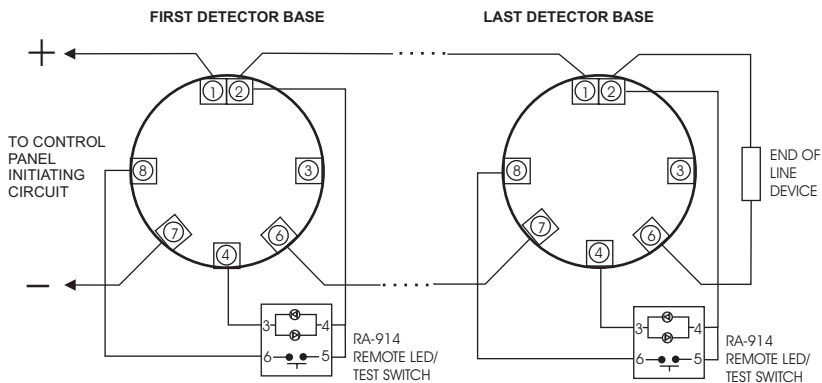 FIRST DETECTOR BASE
LAST DETECTOR BASE
+
1
2
1
2
TO CONTROL
PANEL
INITIATING
CIRCUIT
8
3
8
3
END OF
LINE
DEVICE
7
4
6
7
4
6
−
3
4
6
5
RA-914
REMOTE LED/
TEST SWITCH
3
4
6
5
RA-914
REMOTE LED/
TEST SWITCH